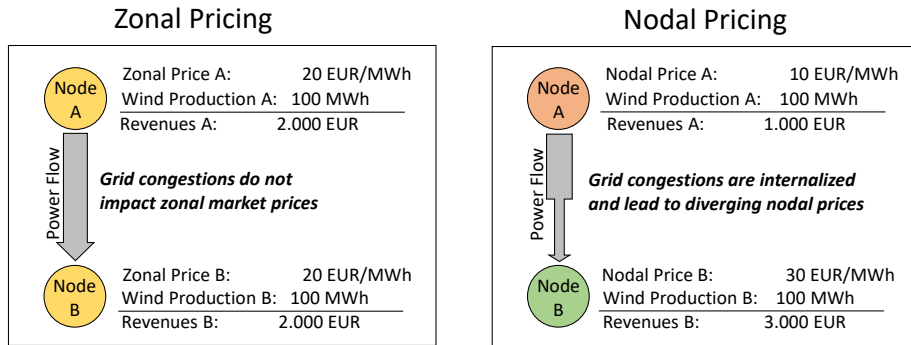 Zonal Pricing
Node
A
Zonal Price A: 20 EUR/MWh
Wind Production A: 100 MWh
Revenues A: 2.000 EUR
Power Flow
Grid congestions do not
impact zonal market prices
Node
B
Zonal Price B: 20 EUR/MWh
Wind Production B: 100 MWh
Revenues B: 2.000 EUR
Nodal Pricing
Node
A
Nodal Price A: 10 EUR/MWh
Wind Production A: 100 MWh
Revenues A: 1.000 EUR
Power Flow
Grid congestions are internalized
and lead to diverging nodal prices
Node
B
Nodal Price B: 30 EUR/MWh
Wind Production B: 100 MWh
Revenues B: 3.000 EUR